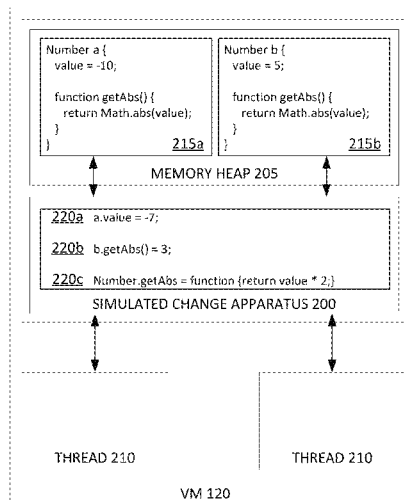 Number a {
value = -10;
function getAbs() {
return Math.abs(value);
}
}
215a
Number b {
value = 5;
function getAbs() {
return Math.abs(value);
}
}
215b
MEMORY HEAP 205
220a a.value = -7;
220b b.getAbs() = 3;
220c Number.getAbs = function {return value * 2;}
SIMULATED CHANGE APPARATUS 200
THREAD 210
THREAD 210
VM 120